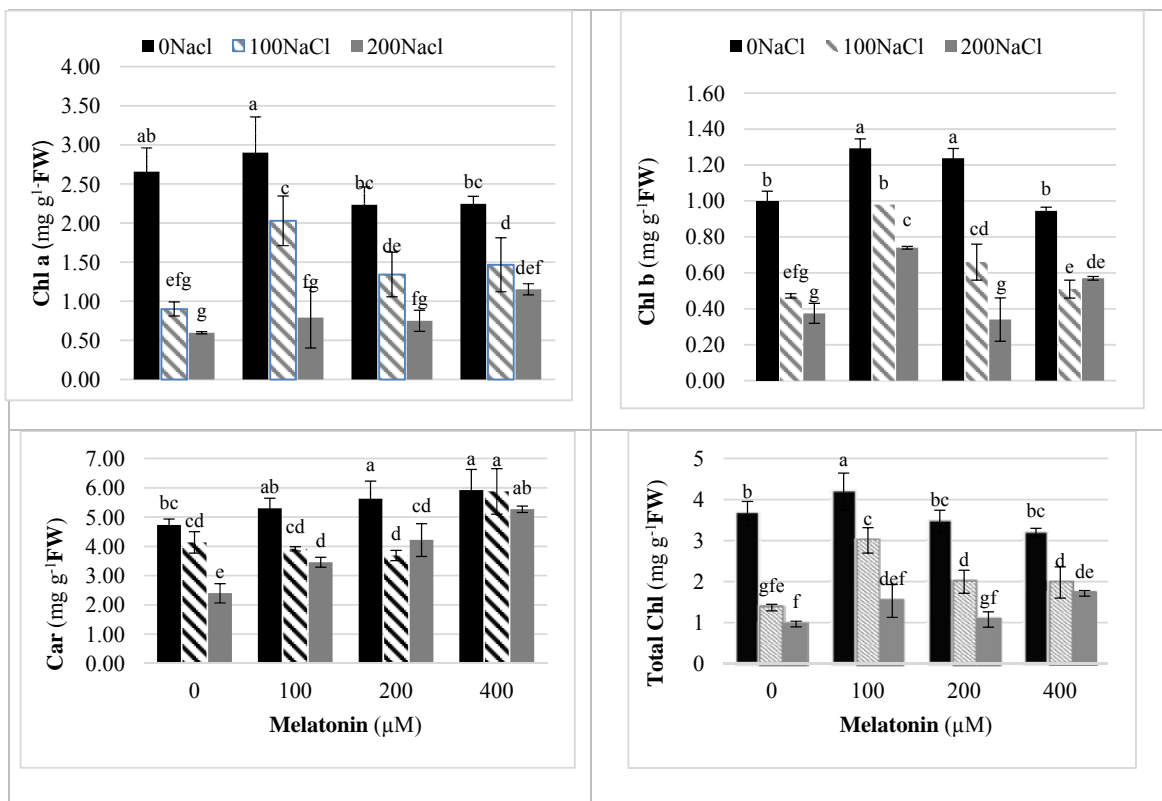 0Nacl 100NaCl 200Nacl
4.00
3.50
3.00
2.50
2.00
1.50
1.00
0.50
0.00
Chl a (mg g¹⁻FW)
ab
efg
g
a
c
fg
bc
de
fg
bc
d
def
0NaCl 100NaCl 200NaCl
1.60
1.40
1.20
1.00
0.80
0.60
0.40
0.20
0.00
Chl b (mg g⁻¹FW)
b
efg
g
a
b
c
a
cd
g
b
e
de
7.00
6.00
5.00
4.00
3.00
2.00
1.00
0.00
Car (mg g⁻¹FW)
bc
cd
e
ab
cd
d
a
d
cd
a
a
ab
0 100 200 400
Melatonin (µM)
5
4
3
2
1
0
Total Chl (mg g⁻¹FW)
b
gfe
f
a
c
def
bc
d
gf
bc
d
de
0 100 200 400
Melatonin (µM)